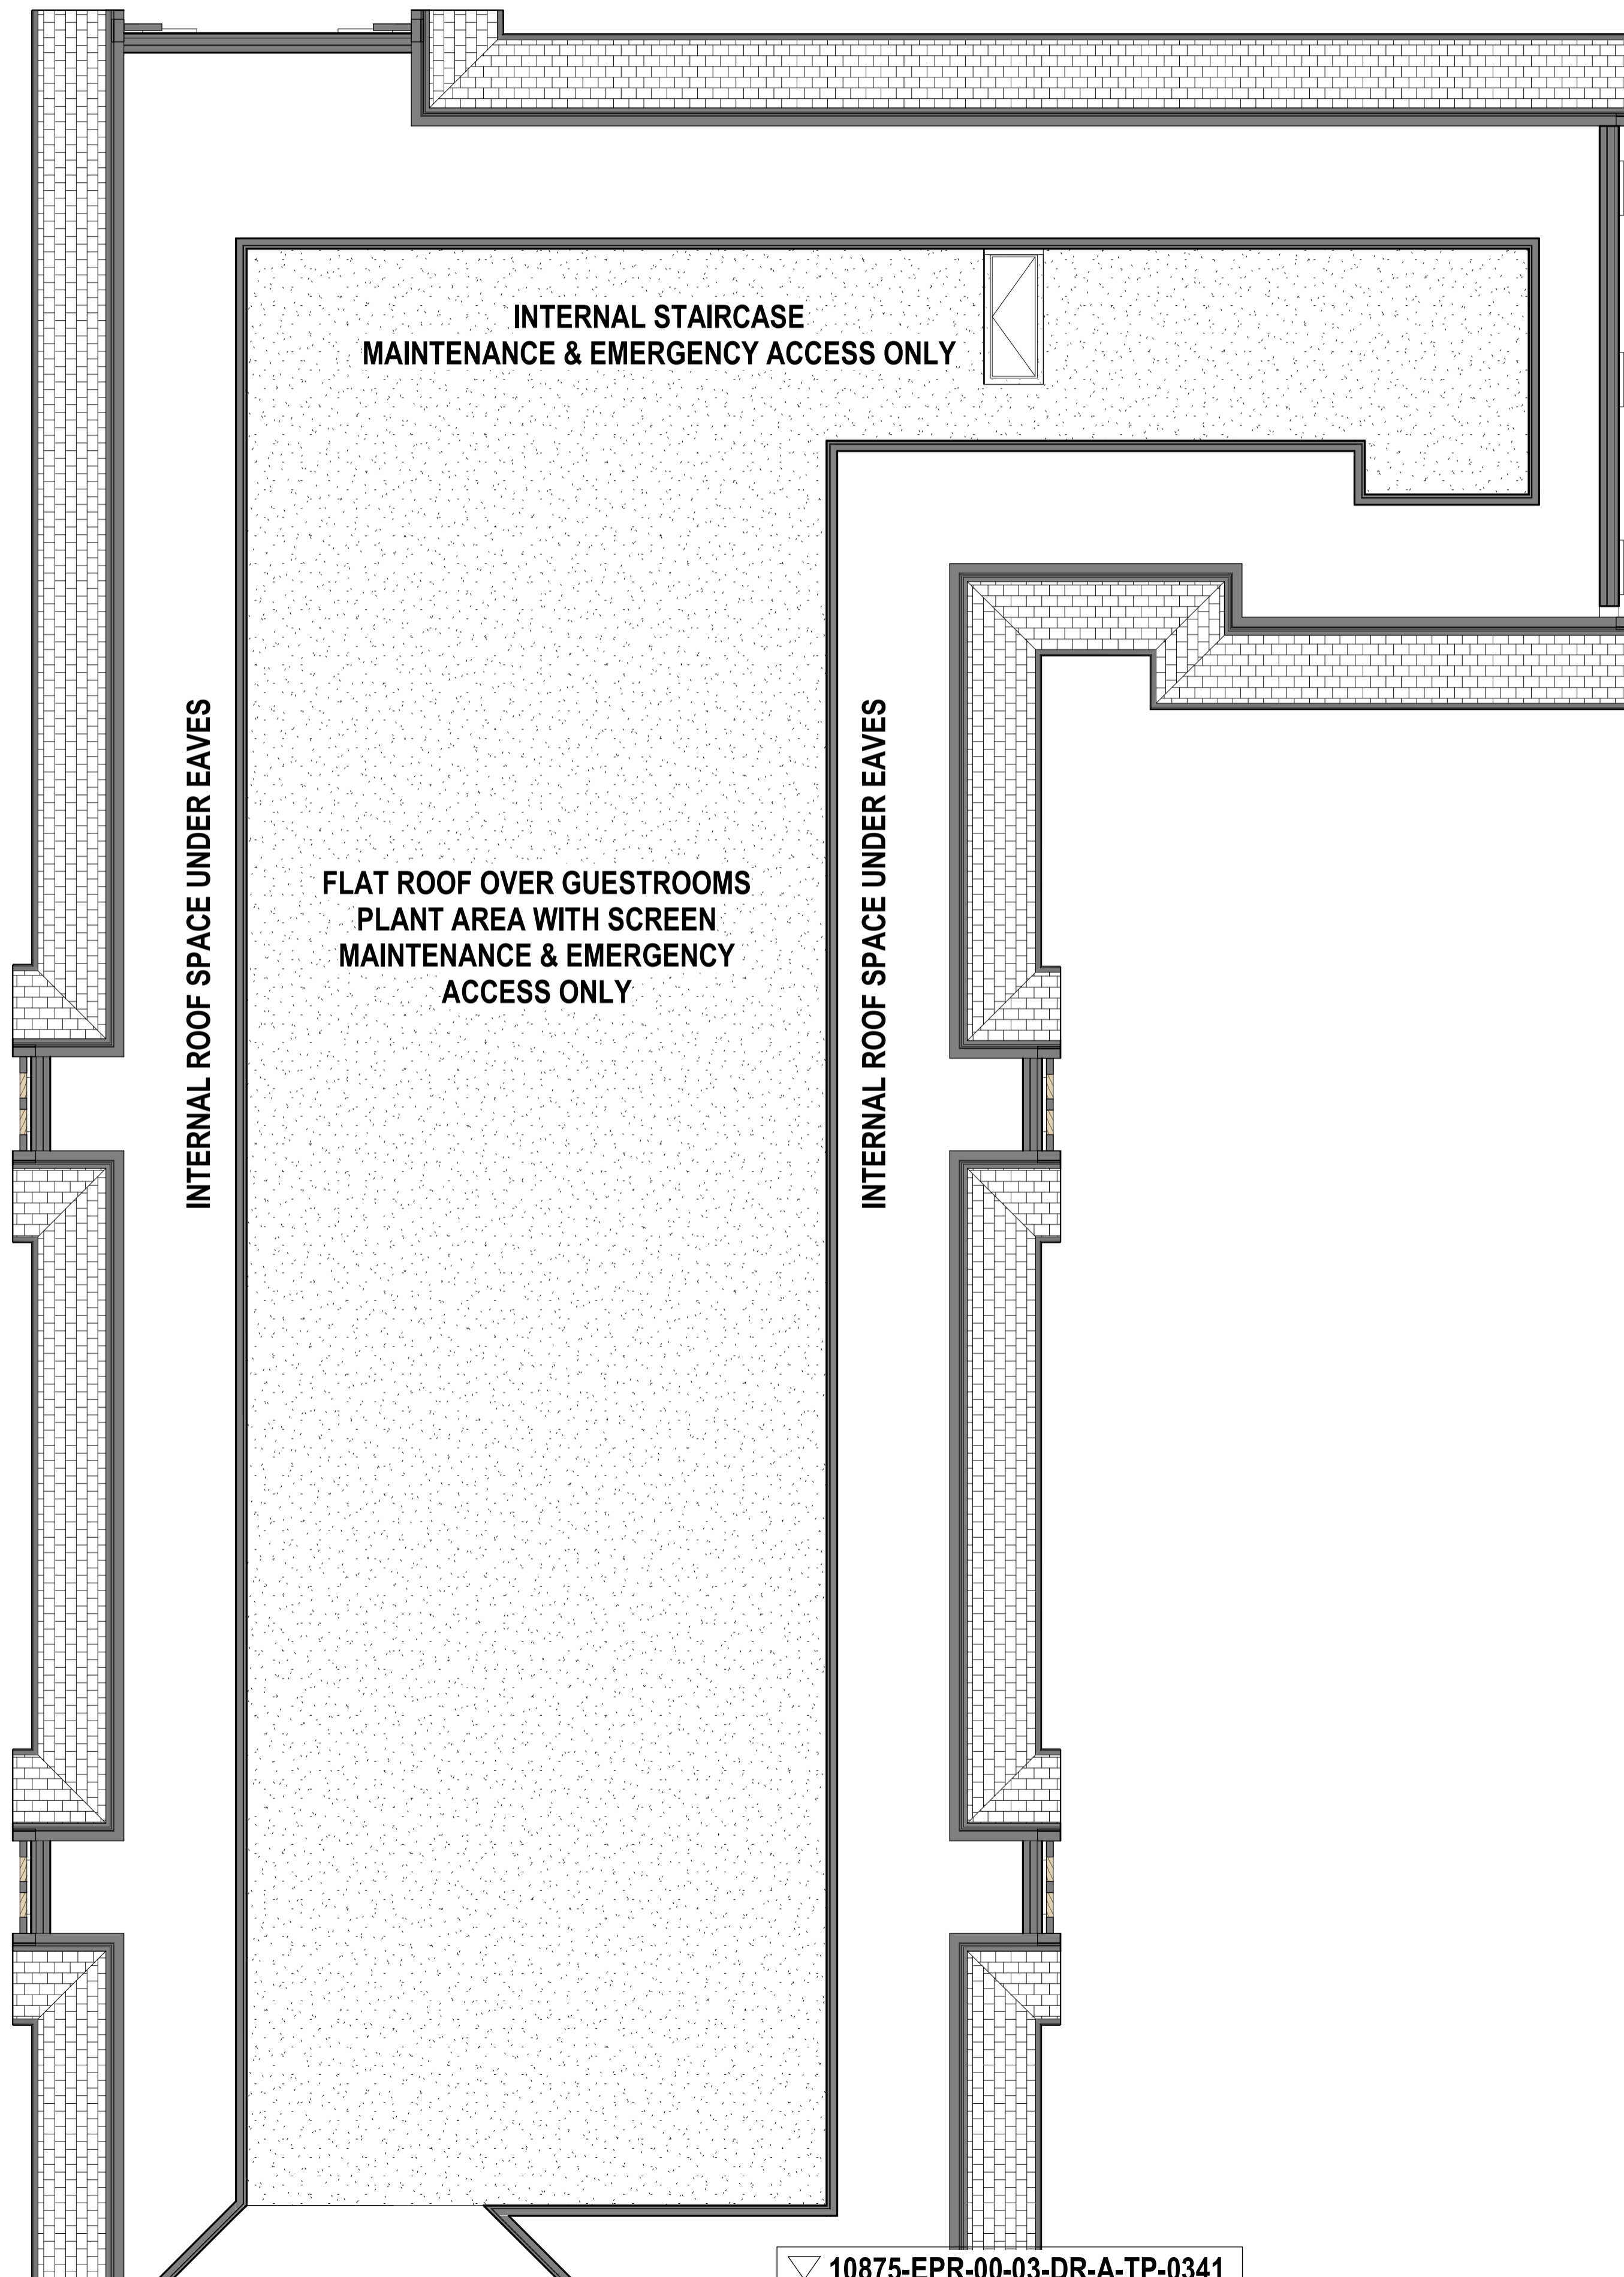 INTERNAL STAIRCASE
MAINTENANCE & EMERGENCY ACCESS ONLY
INTERNAL ROOF SPACE UNDER EAVES
FLAT ROOF OVER GUESTROOMS
PLANT AREA WITH SCREEN
MAINTENANCE & EMERGENCY
ACCESS ONLY
INTERNAL ROOF SPACE UNDER EAVES
10875-EPR-00-03-DR-A-TP-0341